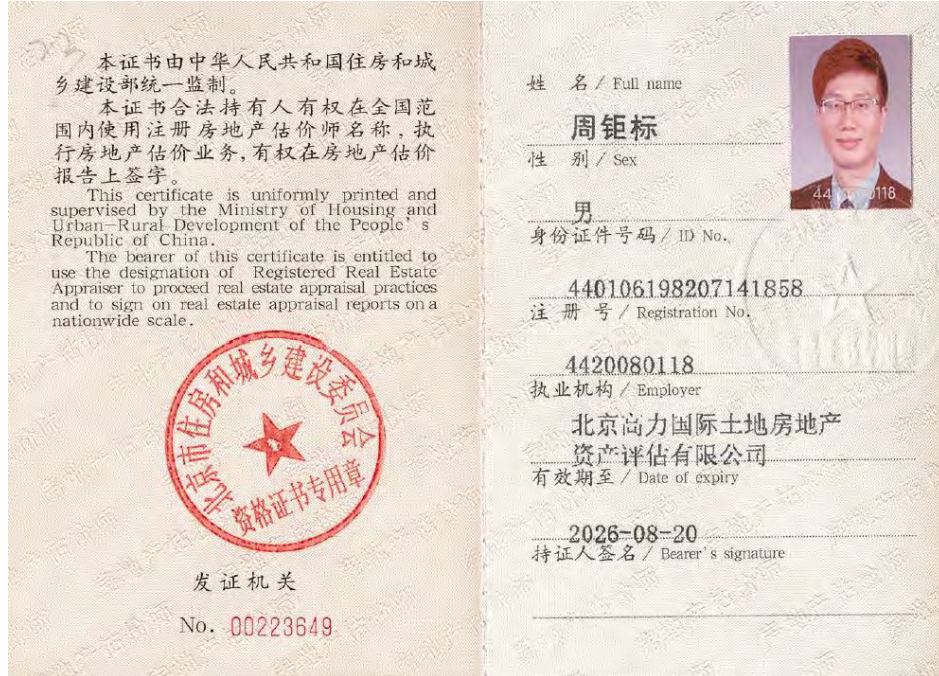 本证书由中华人民共和国住房和城
乡建设部统一监制。
本证书合法持有人有权在全国范
围内使用注册房地产估价师名称，执
行房地产估价业务，有权在房地产估价
报告上签字。
This certificate is uniformly printed and
supervised by the Ministry of Housing and
Urban-Rural Development of the People's
Republic of China.
The bearer of this certificate is entitled to
use the designation of Registered Real Estate
Appraiser to proceed real estate appraisal practices
and to sign on real estate appraisal reports on a
nationwide scale.
北京市住房和城乡建设委员会
资格证书专用章
发证机关
No. 00223649
姓 名 / Full name
周钜标
性 别 / Sex
男
身份证件号码 / ID No.
440106198207141858
注 册 号 / Registration No.
4420080118
执业机构 / Employer
北京高力国际土地房地产
资产评估有限公司
有效期至 / Date of expiry
2026-08-20
持证人签名 / Bearer's signature